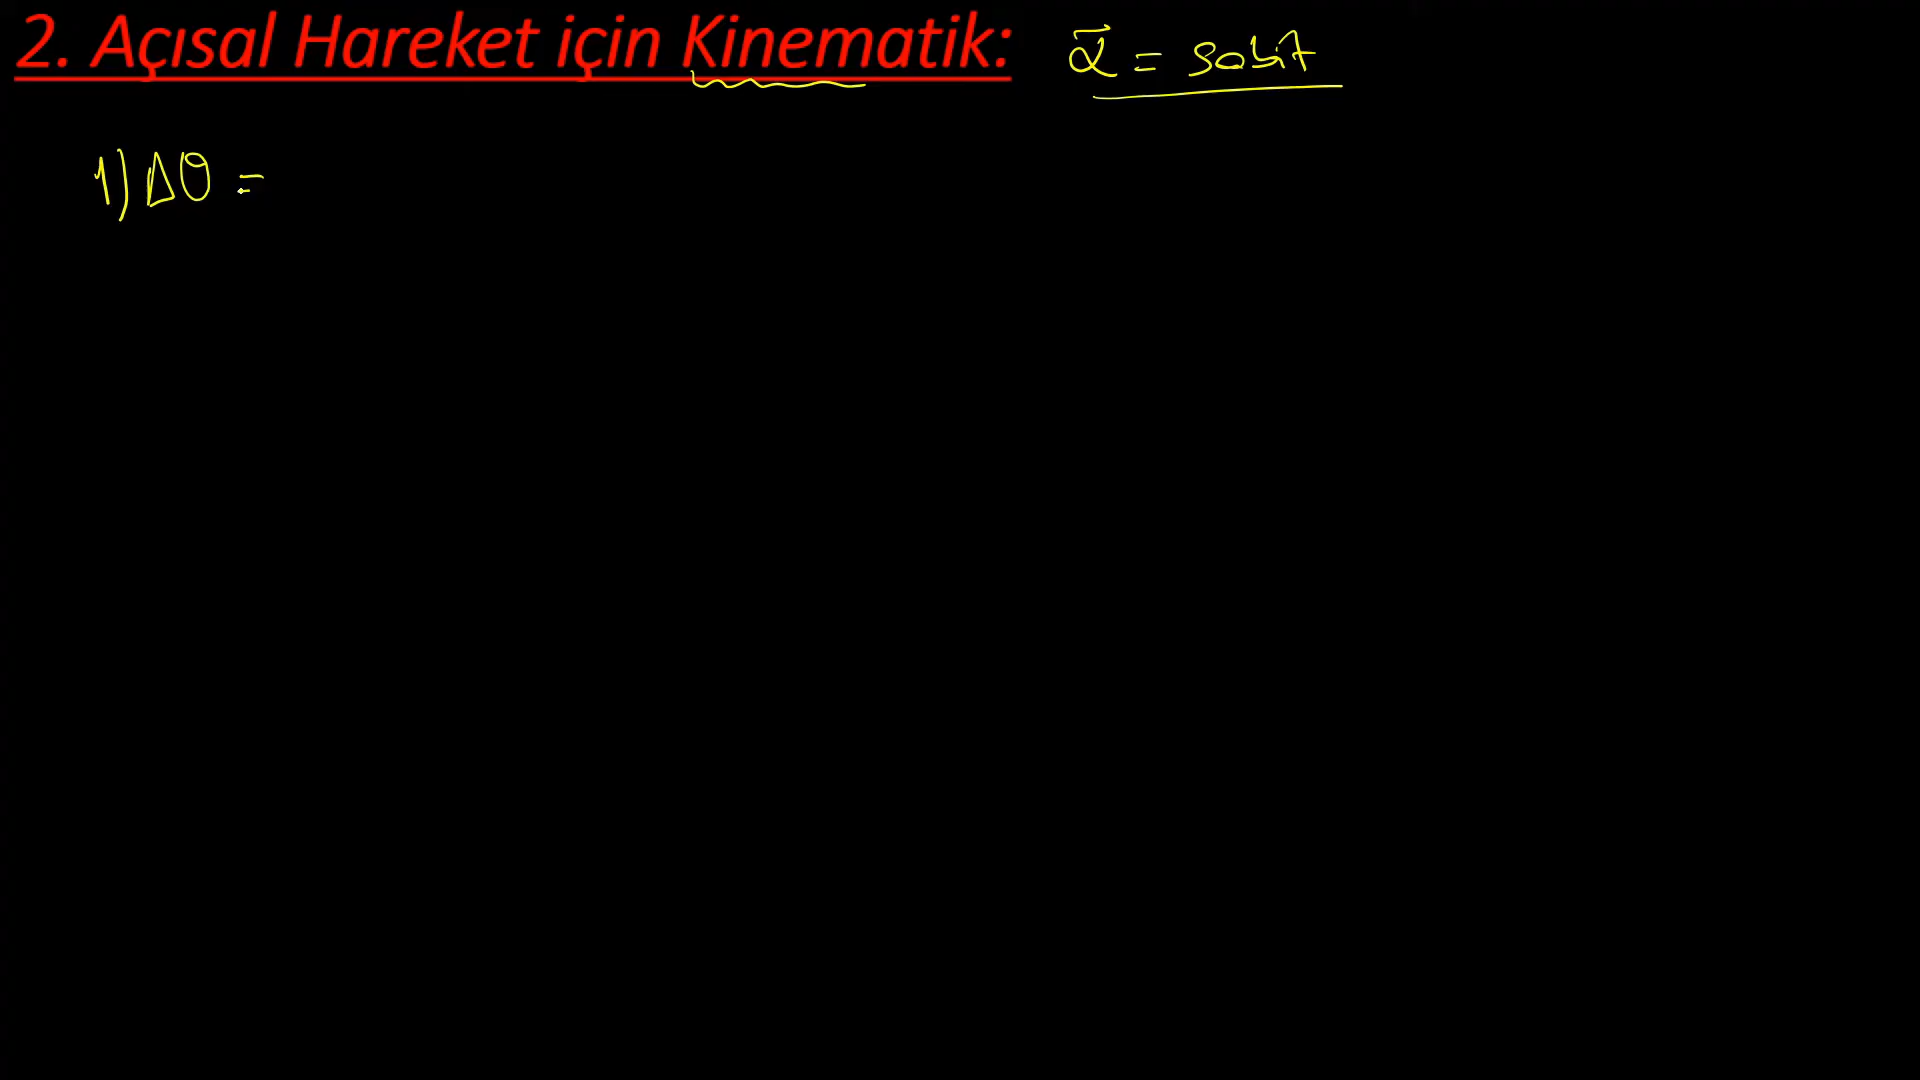 2. Açısal Hareket için Kinematik: α⃗ = sabit
1) Δθ =